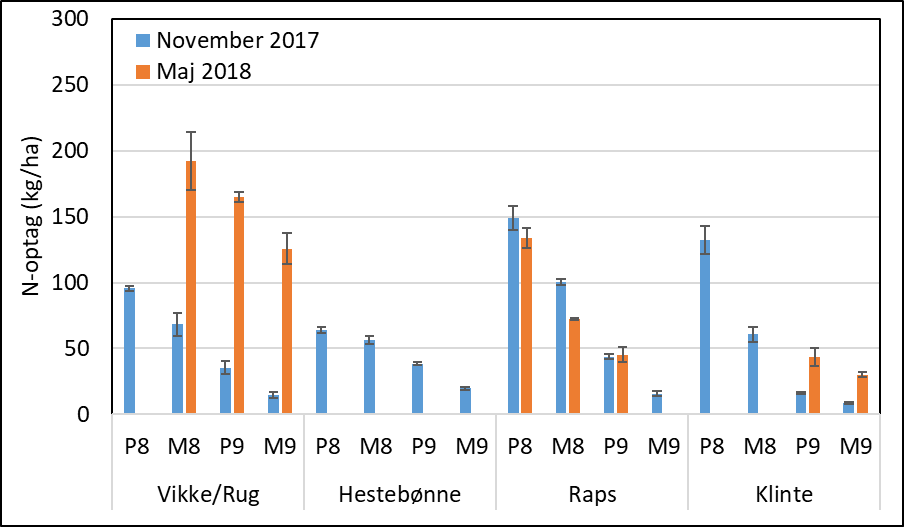 300
November 2017
Maj 2018
250
200
150
100
50
0
N-optag (kg/ha)
P8 M8 P9 M9 P8 M8 P9 M9 P8 M8 P9 M9 P8 M8 P9 M9
Vikke/Rug Hestebønne Raps Klinte